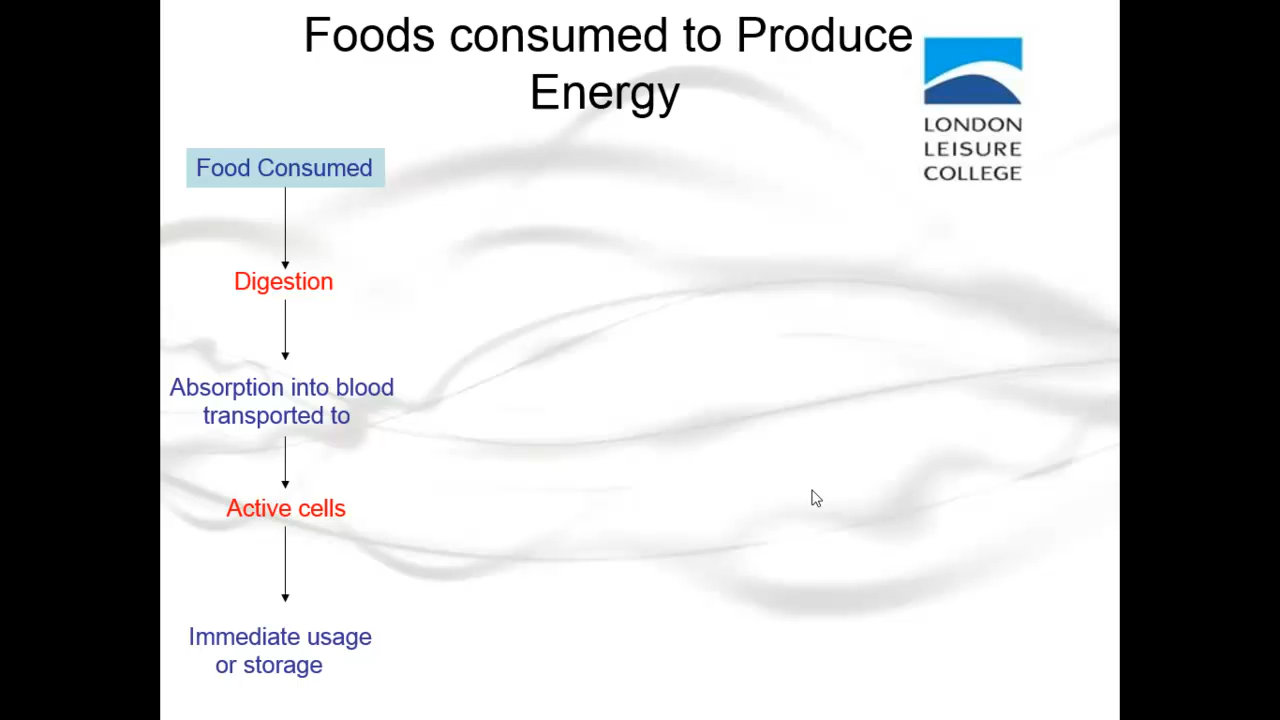 Foods consumed to Produce
Energy
LONDON
LEISURE
COLLEGE
Food Consumed
Digestion
Absorption into blood
transported to
Active cells
Immediate usage
or storage